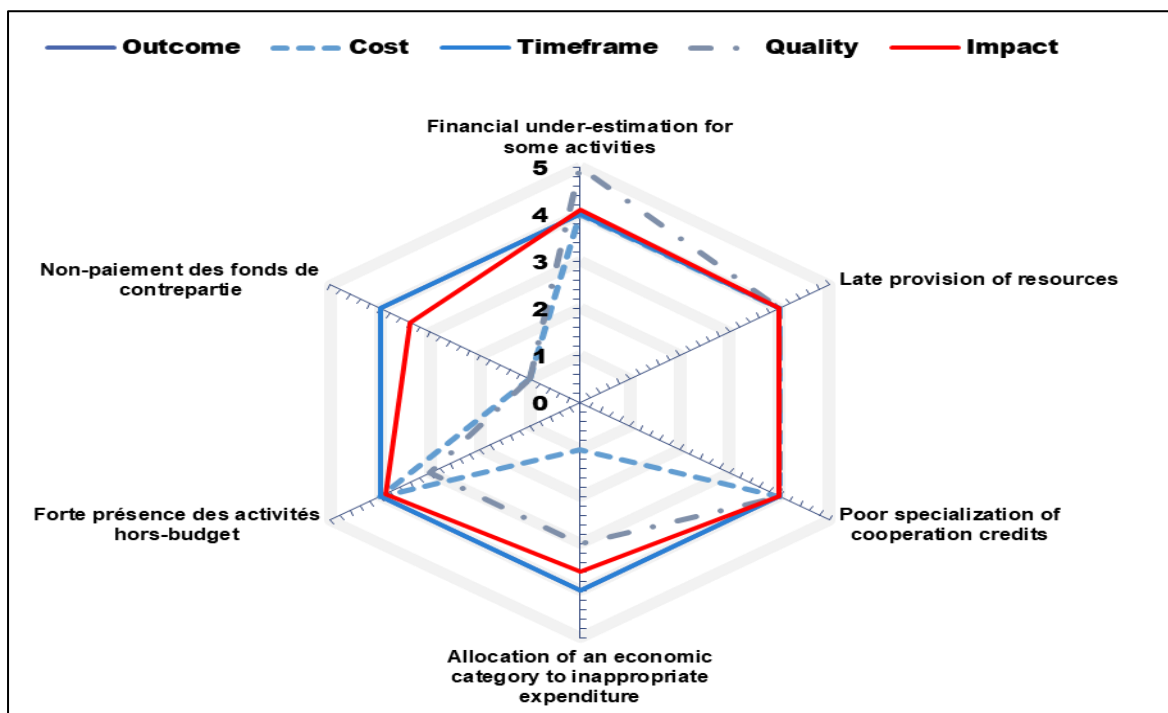 Outcome Cost Timeframe Quality Impact
Financial under-estimation for
some activities
5
4
3
2
1
0
Non-paiement des fonds de
contrepartie
Late provision of resources
Forte présence des activités
hors-budget
Poor specialization of
cooperation credits
Allocation of an economic
category to inappropriate
expenditure